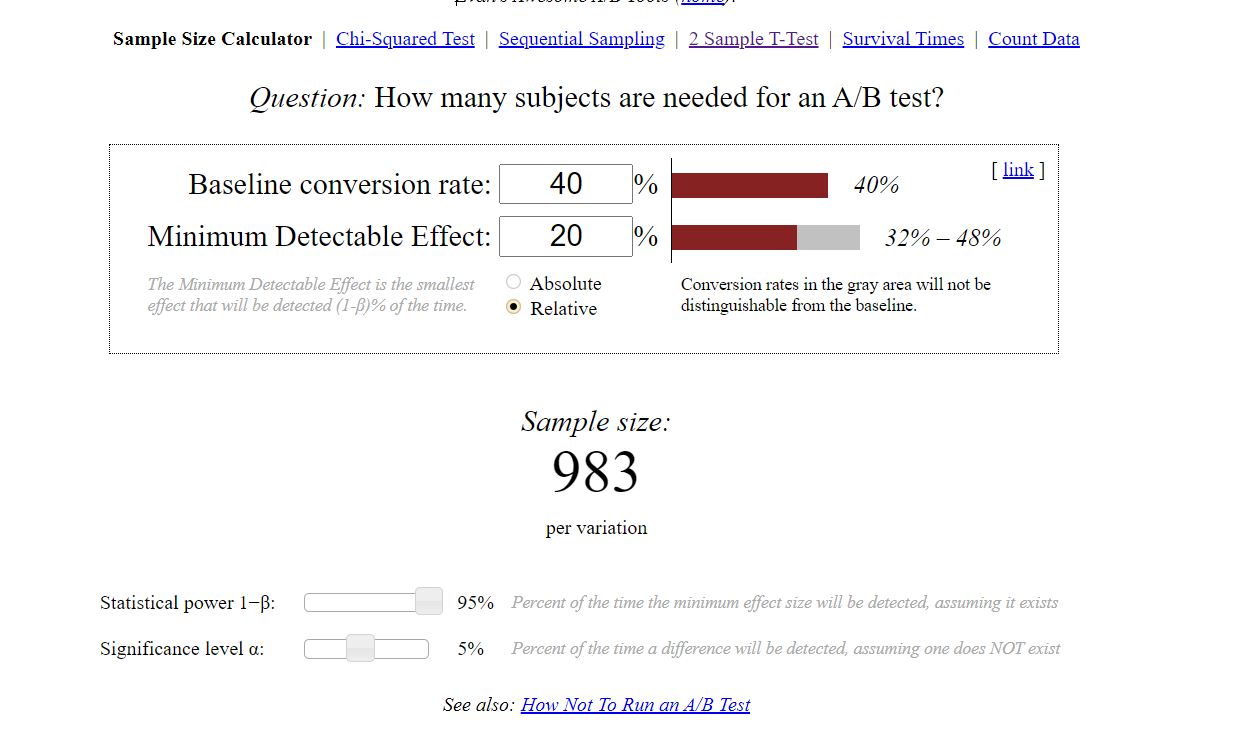 Sample Size Calculator | Chi-Squared Test | Sequential Sampling | 2 Sample T-Test | Survival Times | Count Data
Question: How many subjects are needed for an A/B test?
[ link ]
Baseline conversion rate: 40 % 40%
Minimum Detectable Effect: 20 % 32% – 48%
The Minimum Detectable Effect is the smallest
effect that will be detected (1-β)% of the time.
Absolute
Relative
Conversion rates in the gray area will not be
distinguishable from the baseline.
Sample size:
983
per variation
Statistical power 1−β: 95% Percent of the time the minimum effect size will be detected, assuming it exists
Significance level α: 5% Percent of the time a difference will be detected, assuming one does NOT exist
See also: How Not To Run an A/B Test